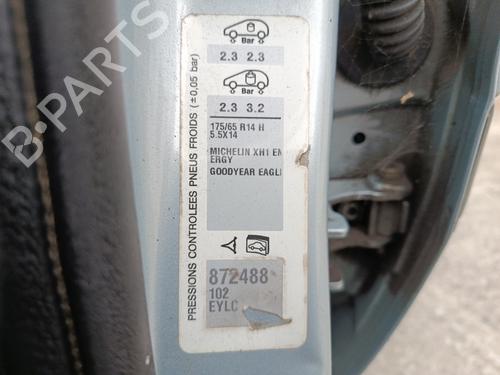 PRESSIONS CONTROLEES PNEUS FROIDS (±0,05 bar)
Bar
2.3 2.3
Bar
2.3 3.2
175/65 R14 H
5.5X14
MICHELIN XH1 EN
ERGY
GOODYEAR EAGL
872488
102
EYLC